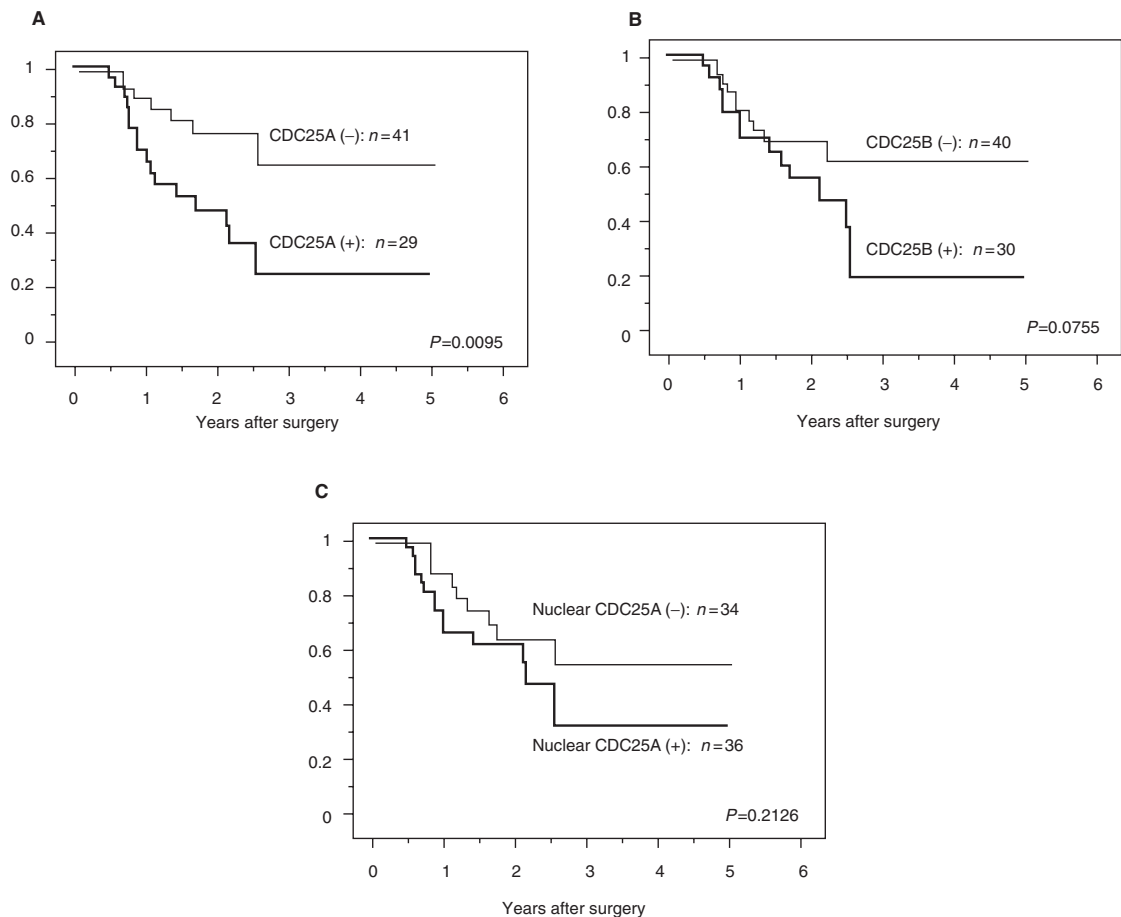 A
1
0.8
0.6
0.4
0.2
0
CDC25A (–): n=41
CDC25A (+): n=29
P=0.0095
0 1 2 3 4 5 6
Years after surgery
B
1
0.8
0.6
0.4
0.2
0
CDC25B (–): n=40
CDC25B (+): n=30
P=0.0755
0 1 2 3 4 5 6
Years after surgery
C
1
0.8
0.6
0.4
0.2
0
Nuclear CDC25A (–): n=34
Nuclear CDC25A (+): n=36
P=0.2126
0 1 2 3 4 5 6
Years after surgery